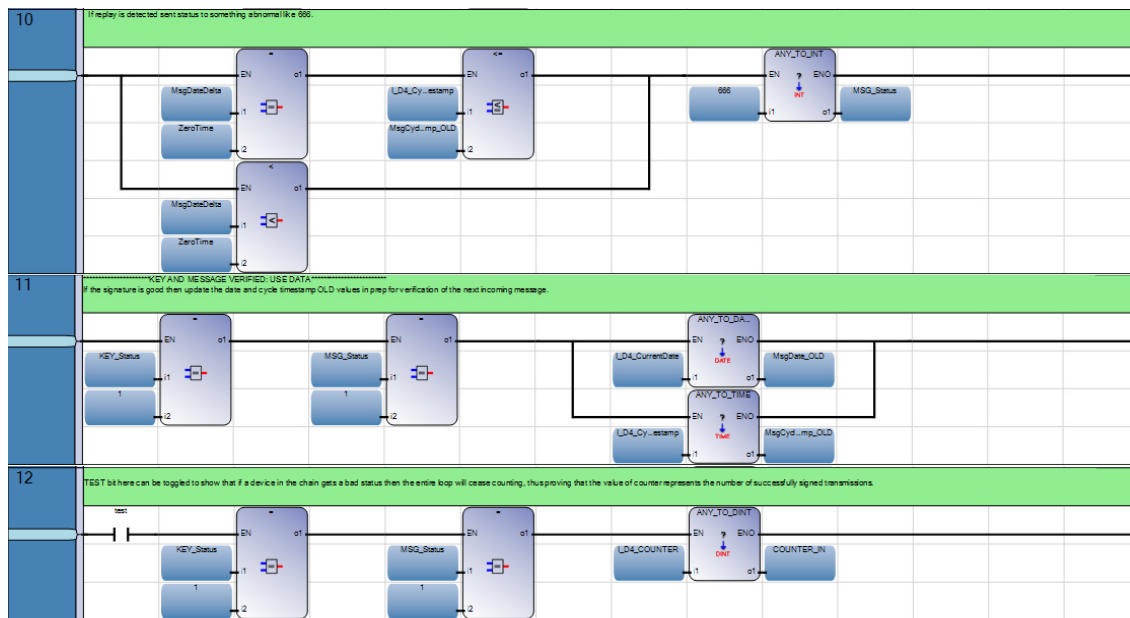 10
If replay is detected sent status to something abnormal like 666.
=
EN
o1
MsgDateDelta
i1
ZeroTime
i2
<=
EN
o1
I_D4_Cy...estamp
i1
MsgCyd...mp_OLD
i2
ANY_TO_INT
EN
?
ENO
INT
666
i1
o1
MSG_Status
<
EN
o1
MsgDateDelta
i1
ZeroTime
i2
11
***********************KEY AND MESSAGE VERIFIED: USE DATA**************************
If the signature is good then update the date and cycle timestamp OLD values in prep for verification of the next incoming message.
=
EN
o1
KEY_Status
i1
1
i2
=
EN
o1
MSG_Status
i1
1
i2
ANY_TO_DA...
EN
?
ENO
DATE
I_D4_CurrentDate
i1
o1
MsgDate_OLD
ANY_TO_TIME
EN
?
ENO
TIME
I_D4_Cy...estamp
i1
o1
MsgCyd...mp_OLD
12
TEST bit here can be toggled to show that if a device in the chain gets a bad status then the entire loop will cease counting, thus proving that the value of counter represents the number of successfully signed transmissions.
test
=
EN
o1
KEY_Status
i1
1
i2
=
EN
o1
MSG_Status
i1
1
i2
ANY_TO_DINT
EN
?
ENO
DINT
I_D4_COUNTER
i1
o1
COUNTER_IN